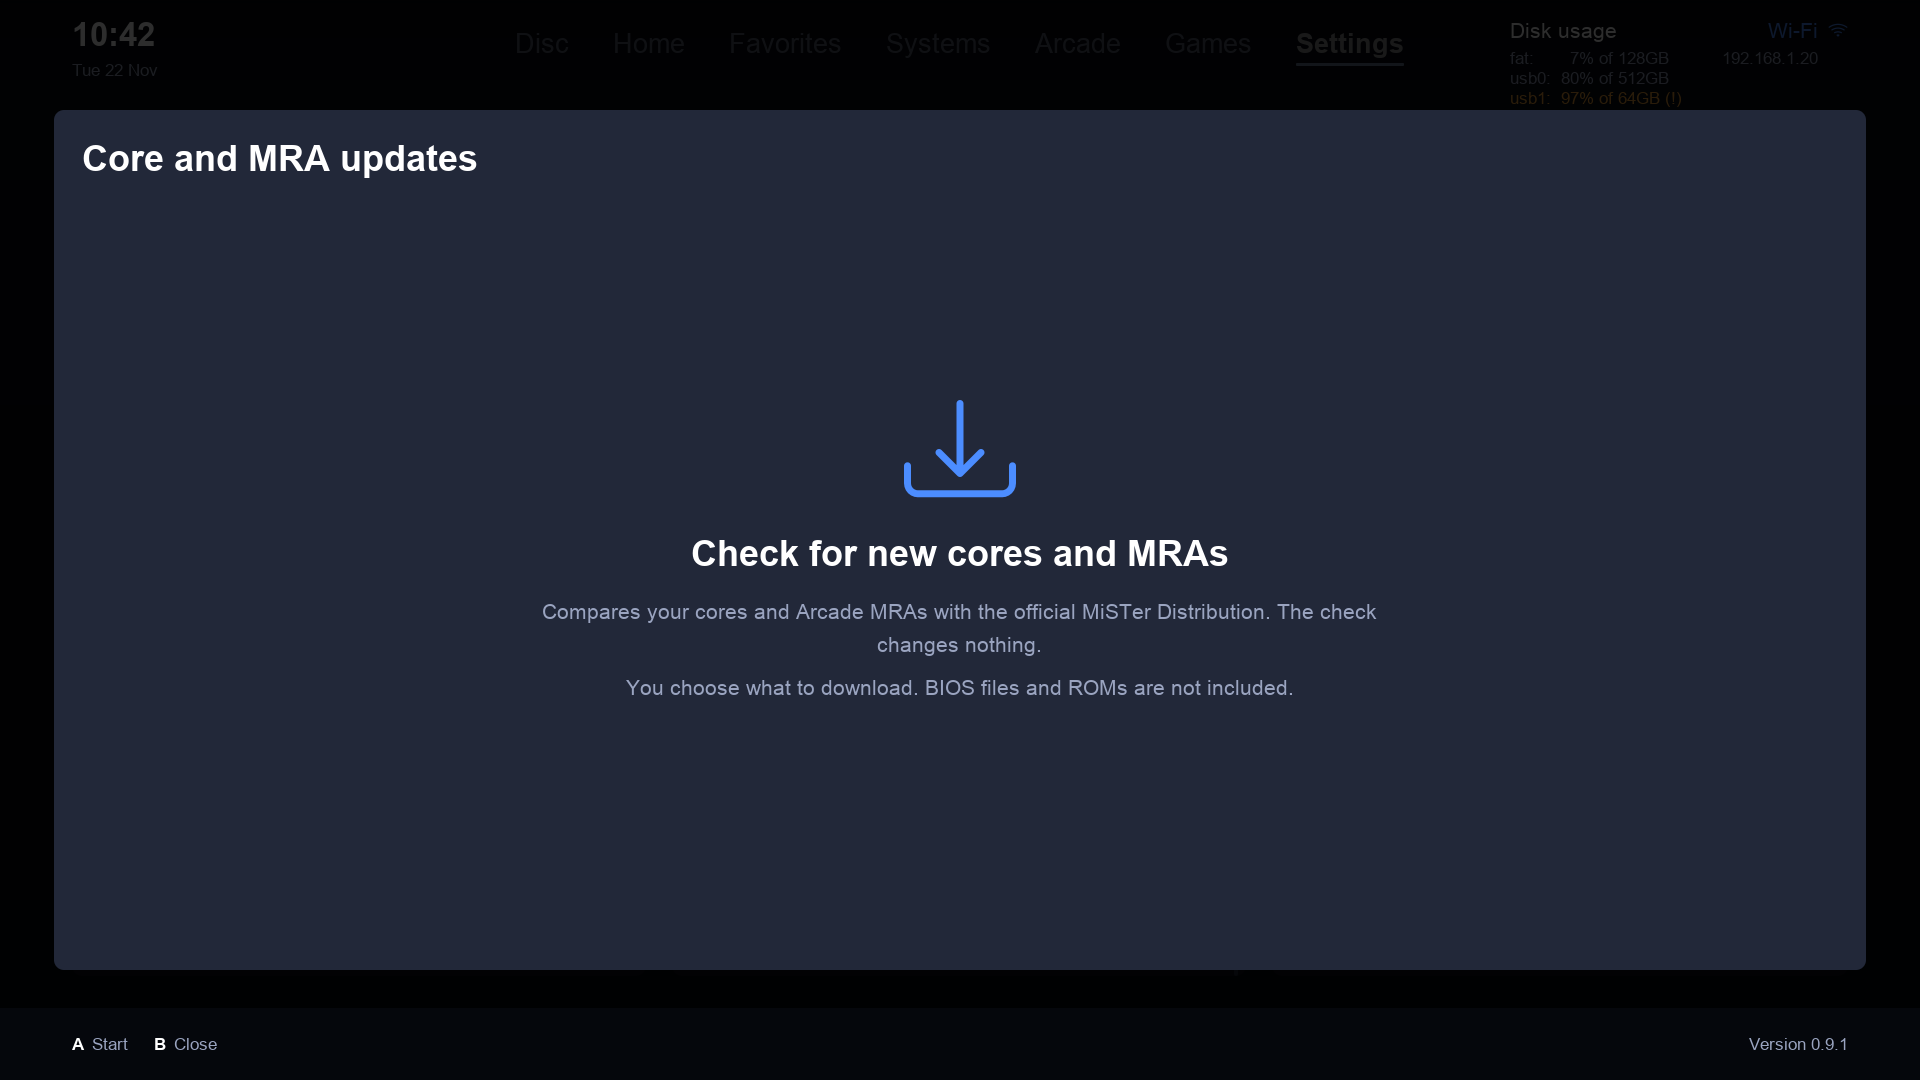 10:42
Tue 22 Nov
Disc Home Favorites Systems Arcade Games Settings
Disk usage
fat: 7% of 128GB
usb0: 80% of 512GB
usb1: 97% of 64GB (!)
Wi-Fi
192.168.1.20
Core and MRA updates
Check for new cores and MRAs
Compares your cores and Arcade MRAs with the official MiSTer Distribution. The check
changes nothing.
You choose what to download. BIOS files and ROMs are not included.
A Start B Close
Version 0.9.1